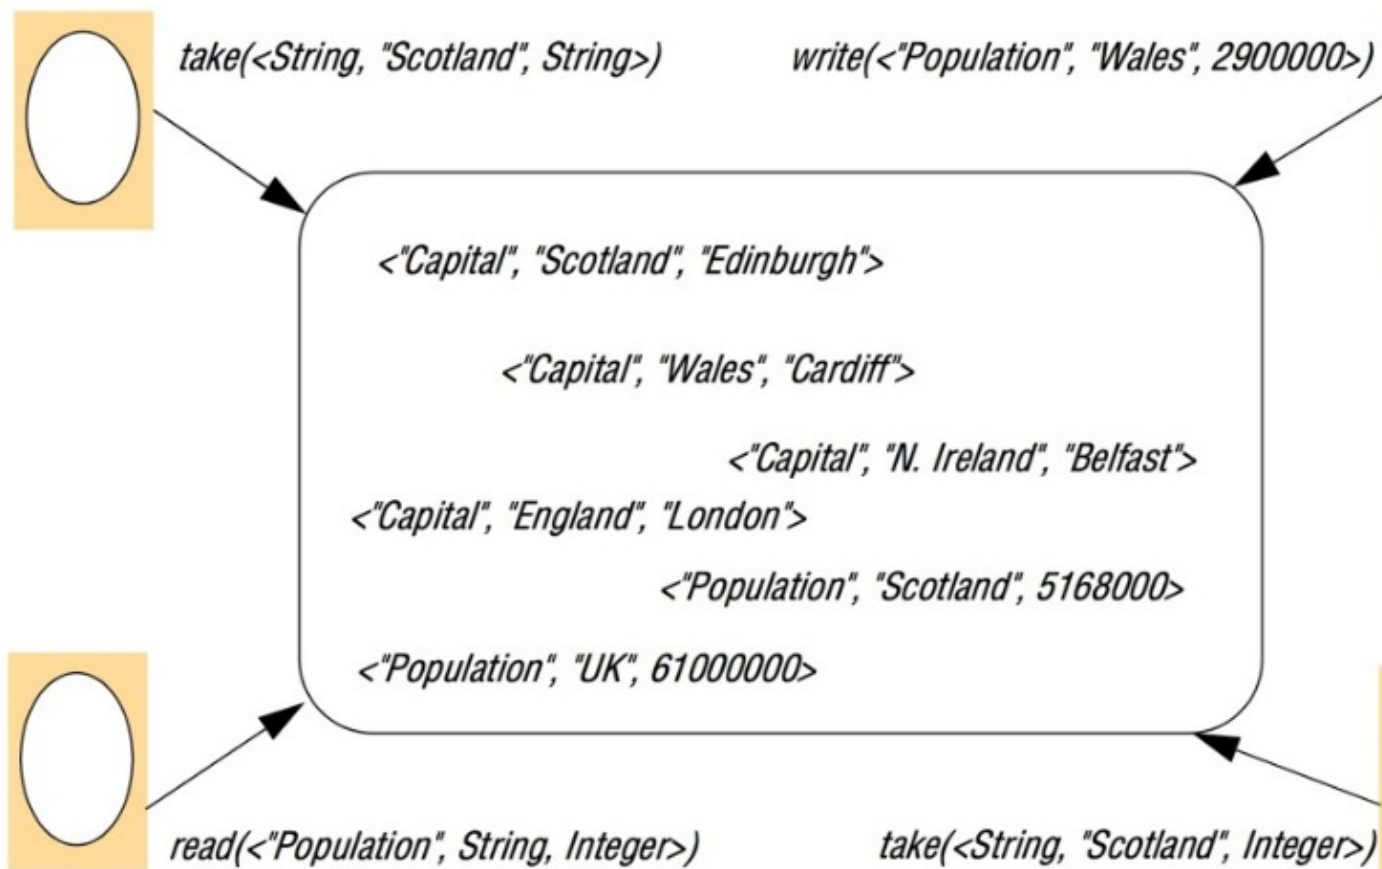 take(<String, "Scotland", String>)
write(<"Population", "Wales", 2900000>)
<"Capital", "Scotland", "Edinburgh">
<"Capital", "Wales", "Cardiff">
<"Capital", "N. Ireland", "Belfast">
<"Capital", "England", "London">
<"Population", "Scotland", 5168000>
<"Population", "UK", 61000000>
read(<"Population", String, Integer>)
take(<String, "Scotland", Integer>)